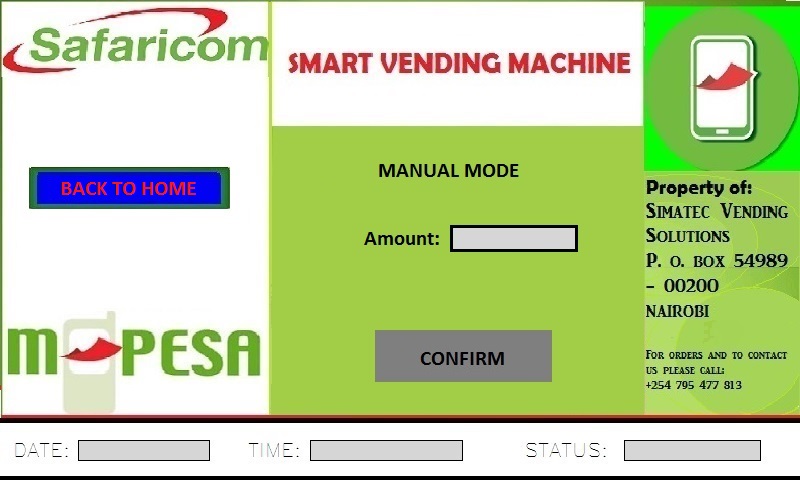 Safaricom
SMART VENDING MACHINE
BACK TO HOME
MANUAL MODE
Amount:
CONFIRM
M-PESA
Property of:
Simatec Vending
Solutions
P. o. box 54989
- 00200
NAIROBI
For orders and to contact
us please call:
+254 795 477 813
DATE:
TIME:
STATUS: